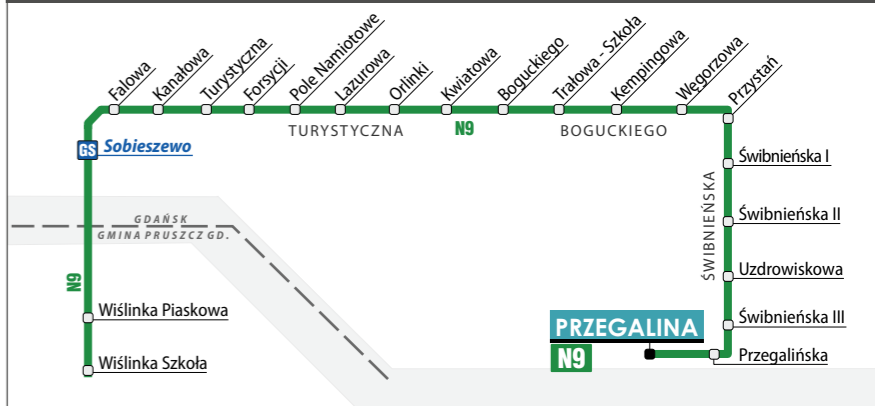 Falowa
Kanałowa
Turystyczna
Forsycji
Pole Namiotowe
Lazurowa
Orlinki
Kwiatowa
Boguckiego
Trałowa - Szkoła
Kempingowa
Węgorzowa
Przystań
TURYSTYCZNA
N9
BOGUCKIEGO
GS Sobieszewo
Świbnieńska I
ŚWIBNIEŃSKA
Świbnieńska II
GDAŃSK
GMINA PRUSZCZ GD.
N9
Uzdrowiskowa
Wiślinka Piaskowa
Świbnieńska III
PRZEGALINA
N9
Przegalińska
Wiślinka Szkoła